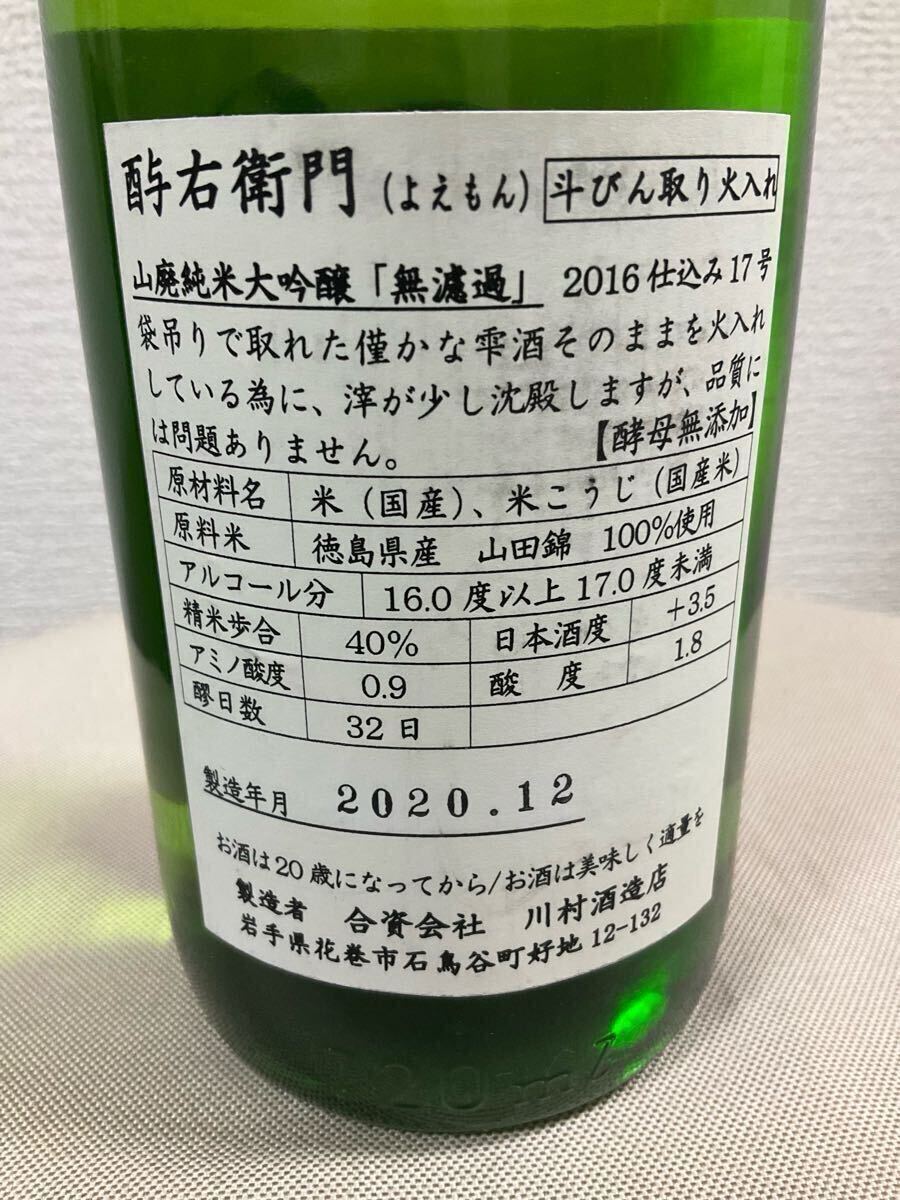 酉与右衛門 (よえもん) 斗びん取り火入れ
山廃純米大吟醸「無濾過」 2016仕込み17号
袋吊りで取れた僅かな雫酒そのままを火入れ
している為に、滓が少し沈殿しますが、品質に
は問題ありません。 【酵母無添加】
原材料名 米(国産)、米こうじ(国産米)
原料米 徳島県産 山田錦 100%使用
アルコール分 16.0度以上17.0度未満
精米歩合 40% 日本酒度 +3.5
アミノ酸度 0.9 酸度 1.8
醪日数 32日
製造年月 2020.12
お酒は20歳になってから/お酒は美味しく適量を
製造者 合資会社 川村酒造店
岩手県花巻市石鳥谷町好地12-132
720ml